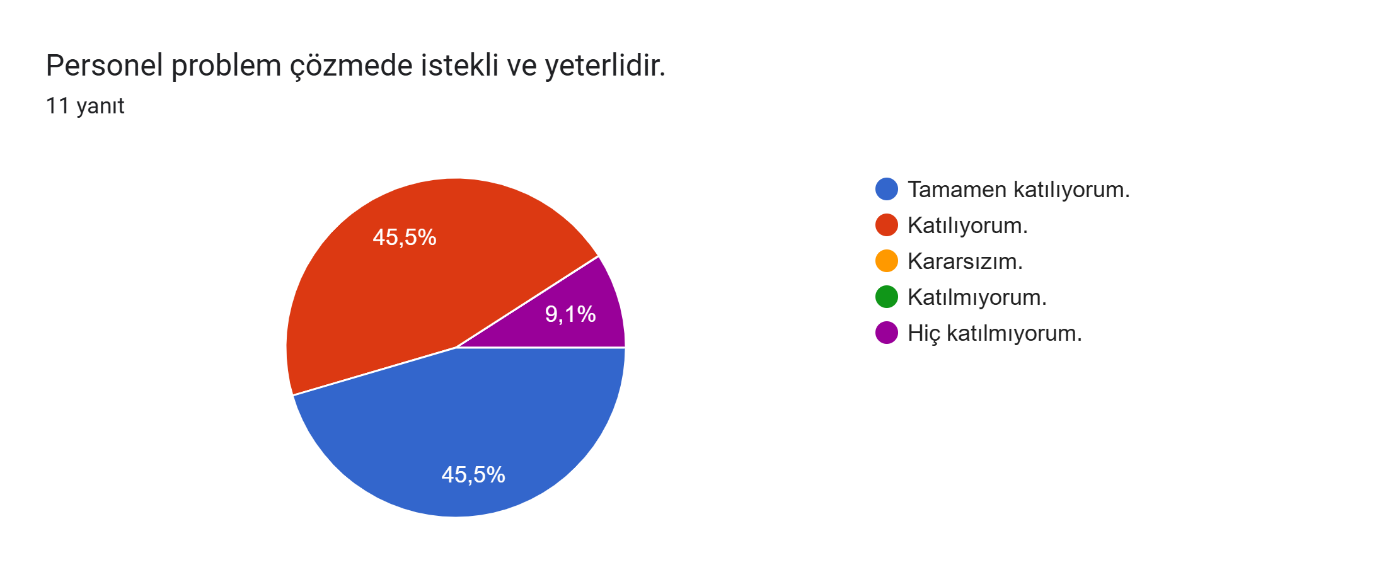 Personel problem çözmede istekli ve yeterlidir.
11 yanıt
45,5%
9,1%
45,5%
Tamamen katılıyorum.
Katılıyorum.
Kararsızım.
Katılmıyorum.
Hiç katılmıyorum.